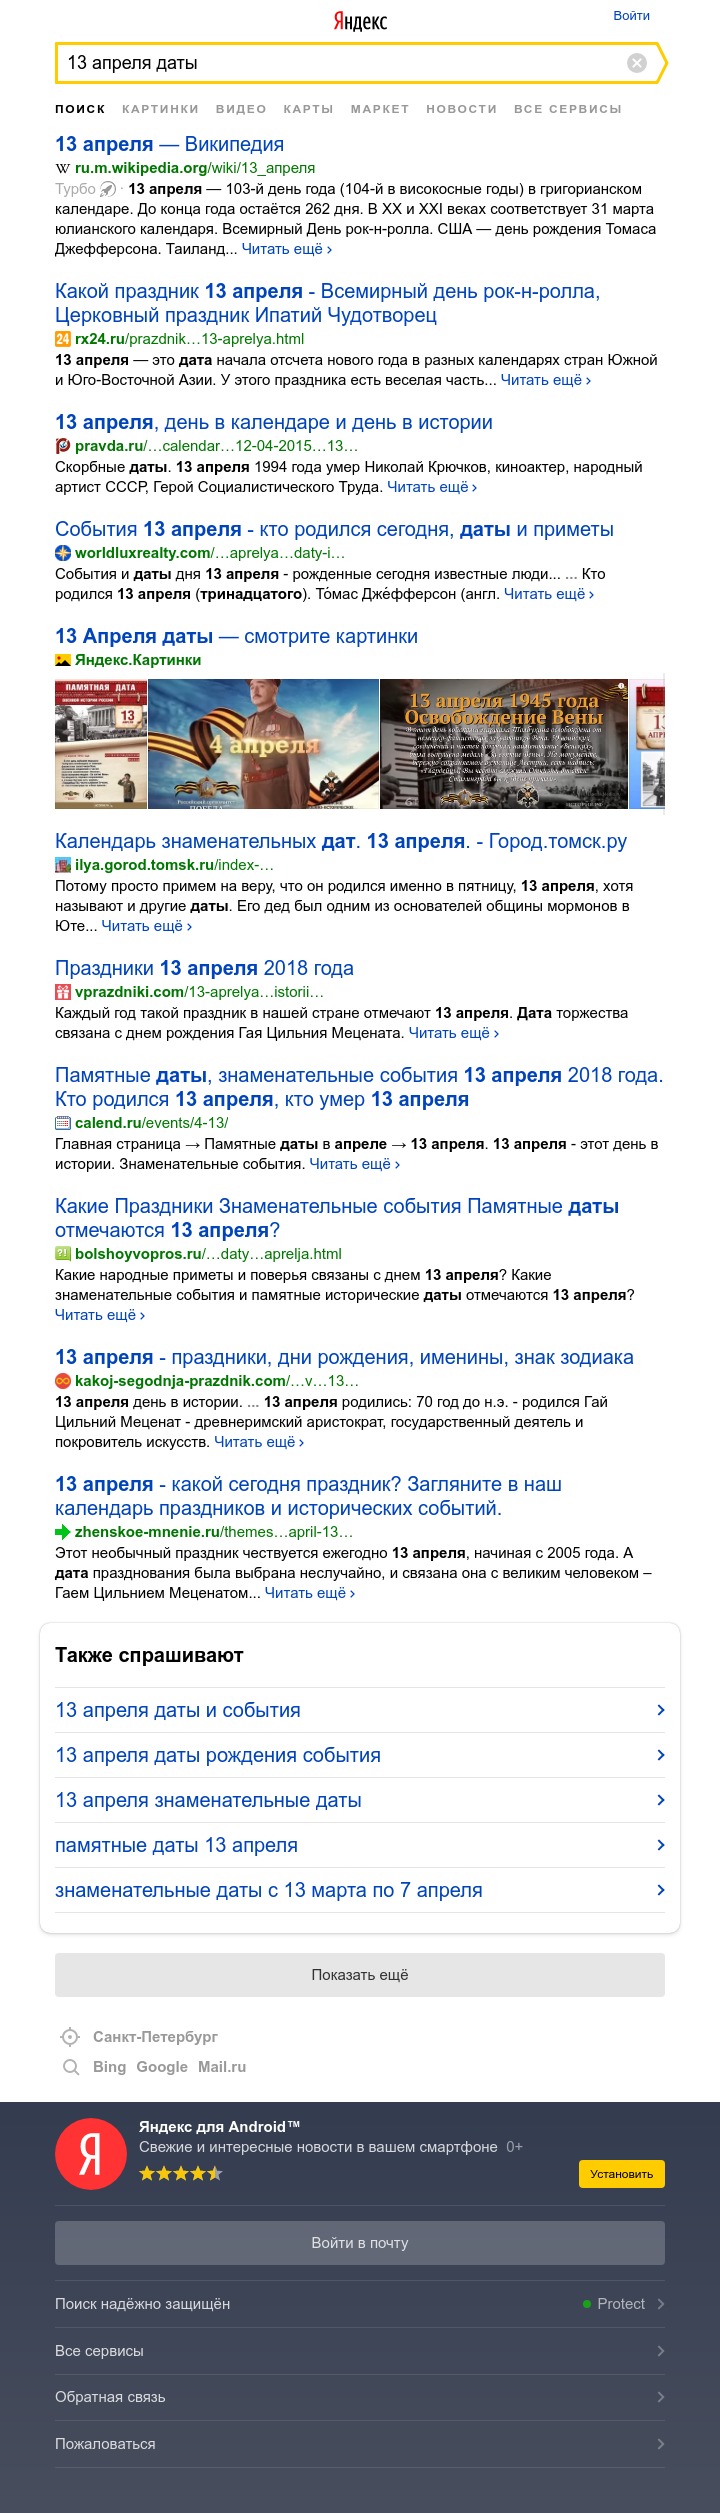 Яндекс
Войти
13 апреля даты
ПОИСК КАРТИНКИ ВИДЕО КАРТЫ МАРКЕТ НОВОСТИ ВСЕ СЕРВИСЫ
13 апреля — Википедия
ru.m.wikipedia.org/wiki/13_апреля
Турбо · 13 апреля — 103-й день года (104-й в високосные годы) в григорианском
календаре. До конца года остаётся 262 дня. В XX и XXI веках соответствует 31 марта
юлианского календаря. Всемирный День рок-н-ролла. США — день рождения Томаса
Джефферсона. Таиланд... Читать ещё ›
Какой праздник 13 апреля - Всемирный день рок-н-ролла,
Церковный праздник Ипатий Чудотворец
24 rx24.ru/prazdnik…13-aprelya.html
13 апреля — это дата начала отсчета нового года в разных календарях стран Южной
и Юго-Восточной Азии. У этого праздника есть веселая часть... Читать ещё ›
13 апреля, день в календаре и день в истории
pravda.ru/…calendar…12-04-2015…13…
Скорбные даты. 13 апреля 1994 года умер Николай Крючков, киноактер, народный
артист СССР, Герой Социалистического Труда. Читать ещё ›
События 13 апреля - кто родился сегодня, даты и приметы
worldluxrealty.com/…aprelya…daty-i…
События и даты дня 13 апреля - рожденные сегодня известные люди... ... Кто
родился 13 апреля (тринадцатого). То́мас Дже́фферсон (англ. Читать ещё ›
13 Апреля даты — смотрите картинки
Яндекс.Картинки
ПАМЯТНАЯ ДАТА
13
4 апреля
13 апреля 1945 года
Освобождение Вены
Календарь знаменательных дат. 13 апреля. - Город.томск.ру
ilya.gorod.tomsk.ru/index-…
Потому просто примем на веру, что он родился именно в пятницу, 13 апреля, хотя
называют и другие даты. Его дед был одним из основателей общины мормонов в
Юте... Читать ещё ›
Праздники 13 апреля 2018 года
vprazdniki.com/13-aprelya…istorii…
Каждый год такой праздник в нашей стране отмечают 13 апреля. Дата торжества
связана с днем рождения Гая Цильния Мецената. Читать ещё ›
Памятные даты, знаменательные события 13 апреля 2018 года.
Кто родился 13 апреля, кто умер 13 апреля
calend.ru/events/4-13/
Главная страница → Памятные даты в апреле → 13 апреля. 13 апреля - этот день в
истории. Знаменательные события. Читать ещё ›
Какие Праздники Знаменательные события Памятные даты
отмечаются 13 апреля?
bolshoyvopros.ru/…daty…aprelja.html
Какие народные приметы и поверья связаны с днем 13 апреля? Какие
знаменательные события и памятные исторические даты отмечаются 13 апреля?
Читать ещё ›
13 апреля - праздники, дни рождения, именины, знак зодиака
kakoj-segodnja-prazdnik.com/…v…13…
13 апреля день в истории. ... 13 апреля родились: 70 год до н.э. - родился Гай
Цильний Меценат - древнеримский аристократ, государственный деятель и
покровитель искусств. Читать ещё ›
13 апреля - какой сегодня праздник? Загляните в наш
календарь праздников и исторических событий.
zhenskoe-mnenie.ru/themes…april-13…
Этот необычный праздник чествуется ежегодно 13 апреля, начиная с 2005 года. А
дата празднования была выбрана неслучайно, и связана она с великим человеком –
Гаем Цильнием Меценатом... Читать ещё ›
Также спрашивают
13 апреля даты и события
13 апреля даты рождения события
13 апреля знаменательные даты
памятные даты 13 апреля
знаменательные даты с 13 марта по 7 апреля
Показать ещё
Санкт-Петербург
Bing Google Mail.ru
Я
Яндекс для Android™
Свежие и интересные новости в вашем смартфоне 0+
Установить
Войти в почту
Поиск надёжно защищён
Protect
Все сервисы
Обратная связь
Пожаловаться